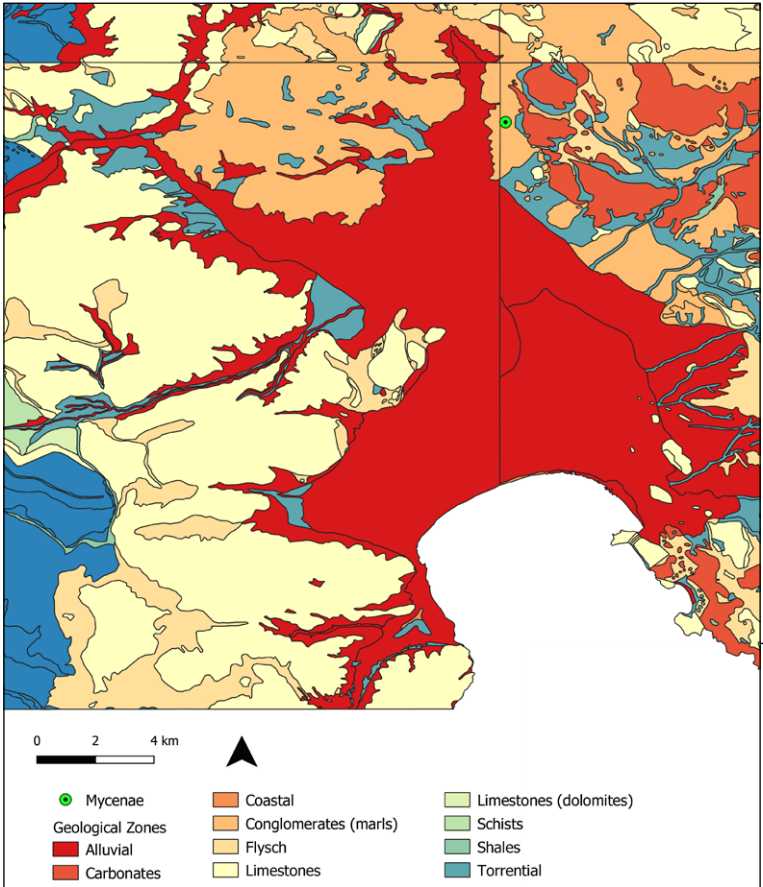 0 2 4 km
Mycenae
Geological Zones
Alluvial
Carbonates
Coastal
Conglomerates (marls)
Flysch
Limestones
Limestones (dolomites)
Schists
Shales
Torrential